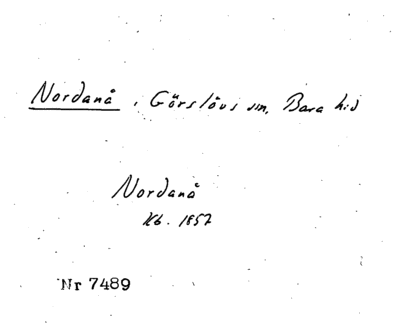 Nordanå, Görslövs sn, Bara hd
Nordanå
Kb. 1857
Nr 7489